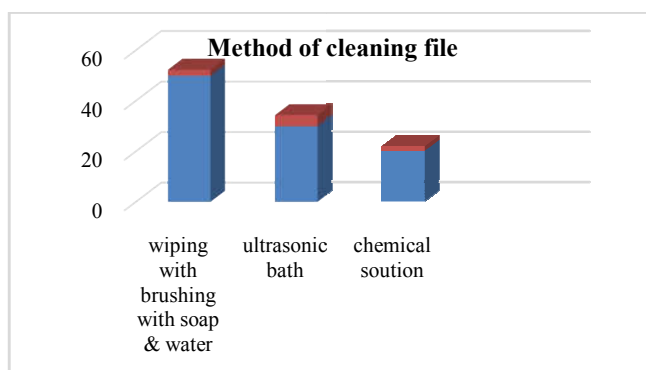 Method of cleaning file
60
40
20
0
wiping
with
brushing
with soap
& water
ultrasonic
bath
chemical
soution